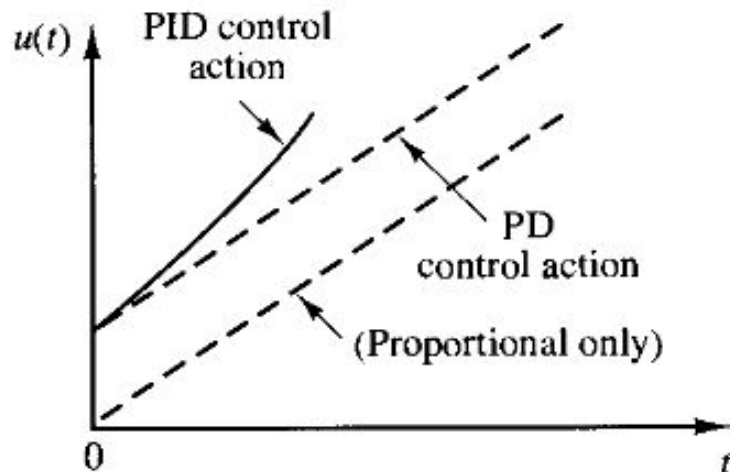 u(t)
PID control
action
PD
control action
(Proportional only)
0
t